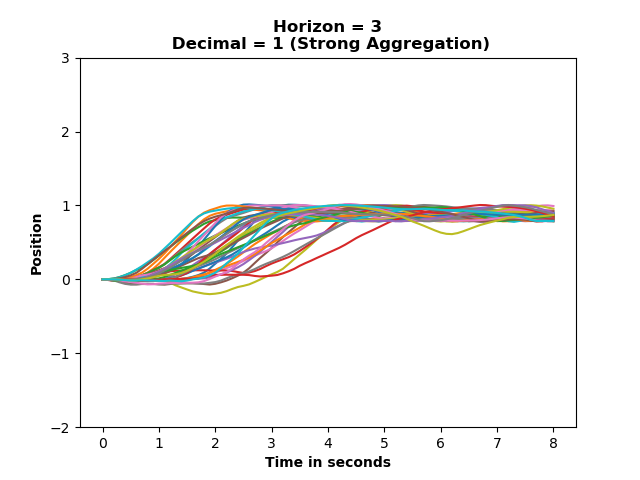 Horizon = 3
Decimal = 1 (Strong Aggregation)
3
2
1
0
−1
−2
Position
0 1 2 3 4 5 6 7 8
Time in seconds